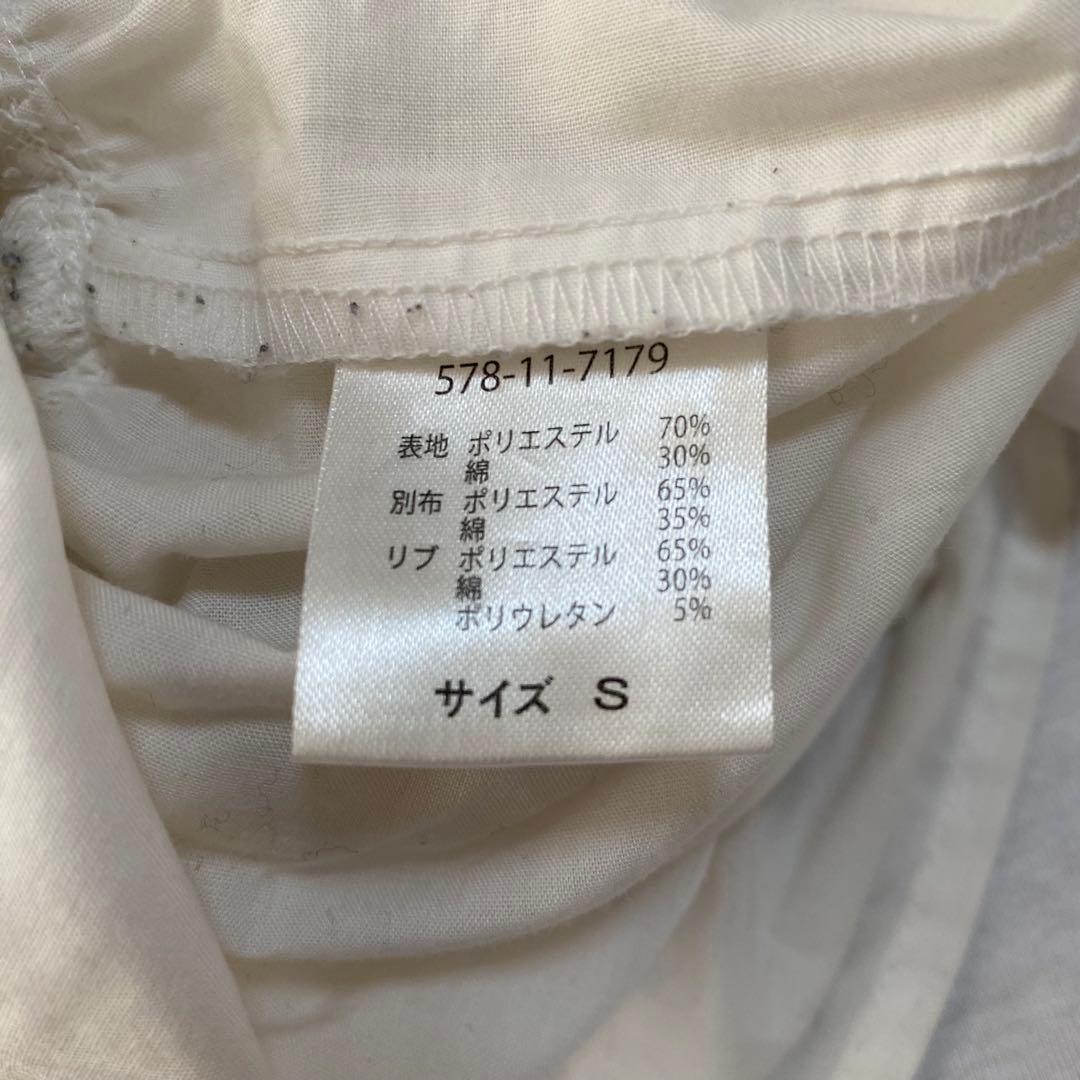 578-11-7179
表地 ポリエステル 70%
綿 30%
別布 ポリエステル 65%
綿 35%
リブ ポリエステル 65%
綿 30%
ポリウレタン 5%
サイズ S